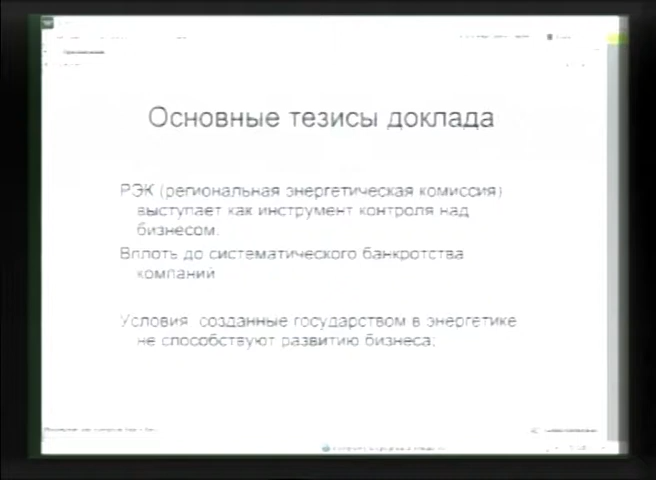 Основные тезисы доклада
РЭК (региональная энергетическая комиссия)
выступает как инструмент контроля над
бизнесом.
Вплоть до систематического банкротства
компаний
Условия созданные государством в энергетике
не способствуют развитию бизнеса;